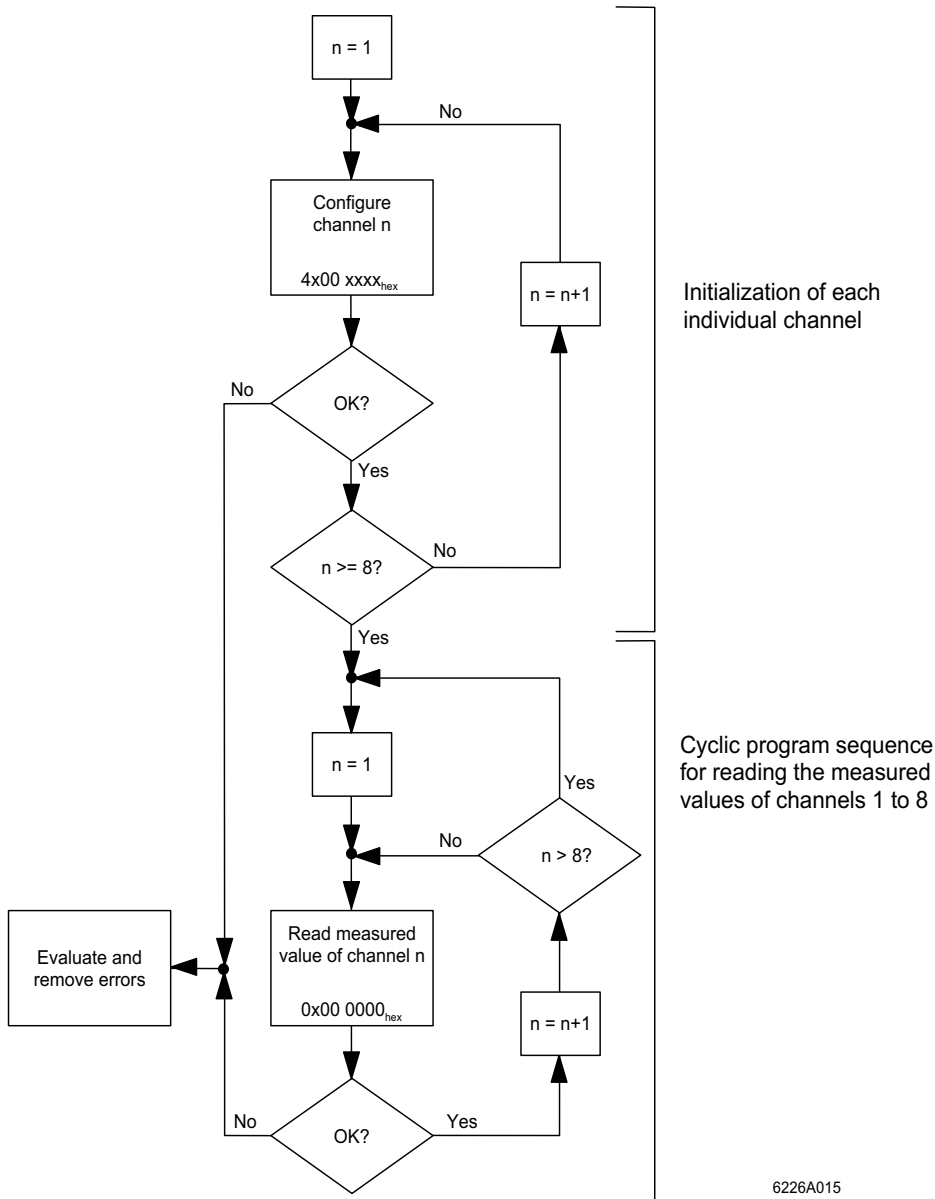 n = 1
No
Configure
channel n
4x00 xxxxhex
n = n+1
Initialization of each
individual channel
No
OK?
Yes
n >= 8?
No
Yes
n = 1
Cyclic program sequence
for reading the measured
values of channels 1 to 8
Yes
No
n > 8?
Read measured
value of channel n
0x00 0000hex
Evaluate and
remove errors
n = n+1
No
OK?
Yes
6226A015